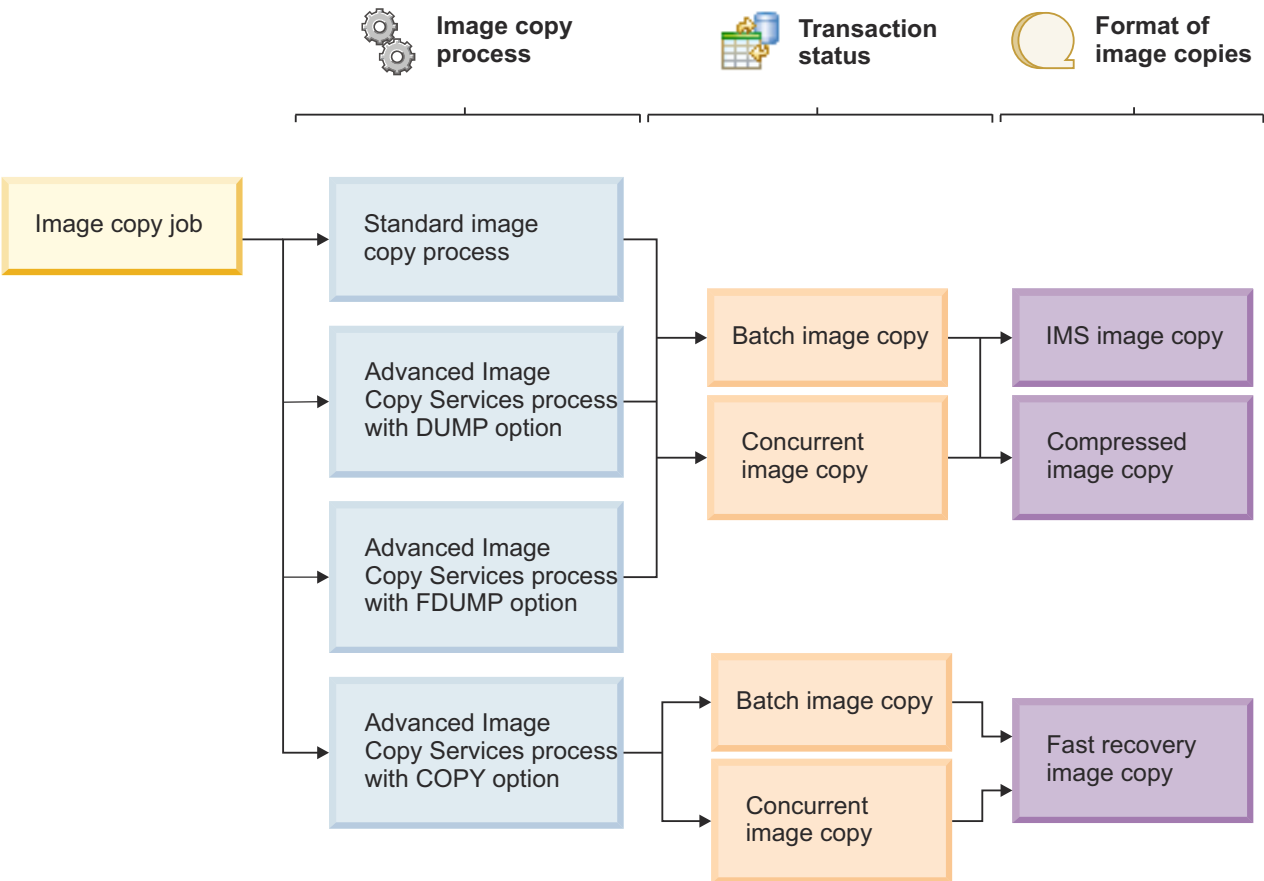 Image copy
process
Transaction
status
Format of
image copies
Image copy job
Standard image
copy process
Advanced Image
Copy Services process
with DUMP option
Advanced Image
Copy Services process
with FDUMP option
Advanced Image
Copy Services process
with COPY option
Batch image copy
Concurrent
image copy
Batch image copy
Concurrent
image copy
IMS image copy
Compressed
image copy
Fast recovery
image copy